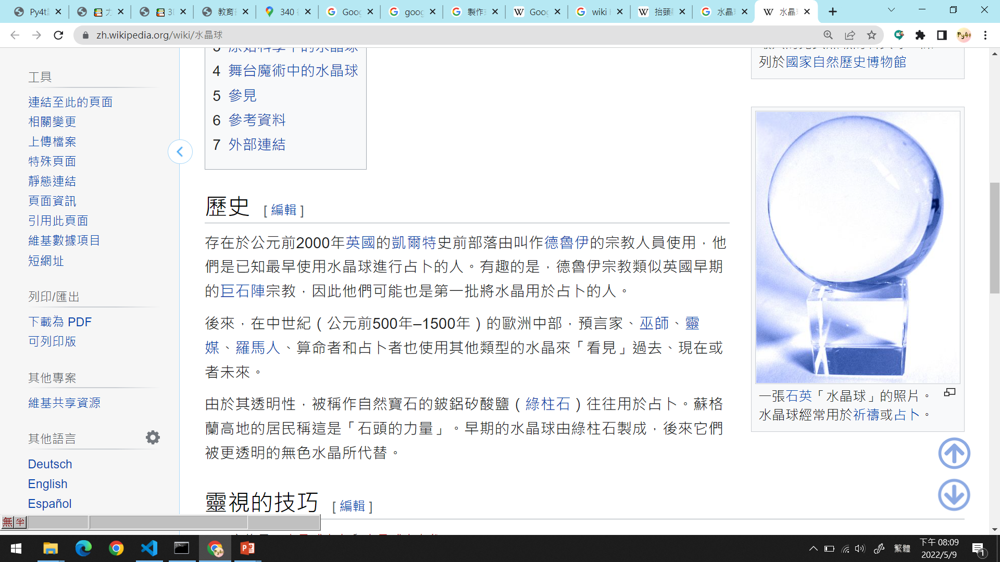 Py4t
340
Goog
goog
Goog
wiki
抬頭
水晶
水晶
zh.wikipedia.org/wiki/水晶球
Py4t
工具
連結至此的頁面
相關變更
上傳檔案
特殊頁面
靜態連結
頁面資訊
引用此頁面
維基數據項目
短網址
列印/匯出
下載為 PDF
可列印版
其他專案
維基共享資源
其他語言
Deutsch
English
Español
4 舞台魔術中的水晶球
5 參見
6 參考資料
7 外部連結
歷史 [ 編輯 ]
存在於公元前2000年英國的凱爾特史前部落由叫作德魯伊的宗教人員使用，他
們是已知最早使用水晶球進行占卜的人。有趣的是，德魯伊宗教類似英國早期
的巨石陣宗教，因此他們可能也是第一批將水晶用於占卜的人。
後來，在中世紀（公元前500年–1500年）的歐洲中部，預言家、巫師、靈
媒、羅馬人、算命者和占卜者也使用其他類型的水晶來「看見」過去、現在或
者未來。
由於其透明性，被稱作自然寶石的鈹鋁矽酸鹽（綠柱石）往往用於占卜。蘇格
蘭高地的居民稱這是「石頭的力量」。早期的水晶球由綠柱石製成，後來它們
被更透明的無色水晶所代替。
靈視的技巧 [ 編輯 ]
列於國家自然歷史博物館
一張石英「水晶球」的照片。
水晶球經常用於祈禱或占卜。
無 半
繁體
下午 08:09
2022/5/9
1